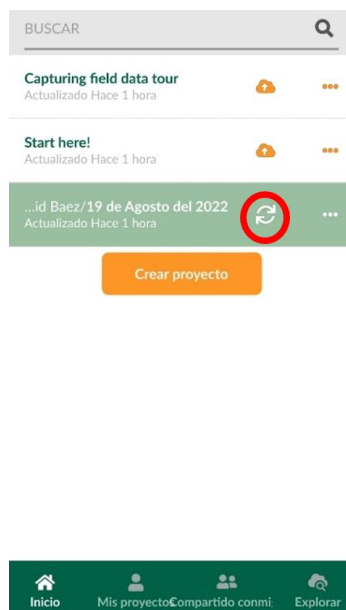 BUSCAR
Capturing field data tour
Actualizado Hace 1 hora
Start here!
Actualizado Hace 1 hora
...id Baez/19 de Agosto del 2022
Actualizado Hace 1 hora
Crear proyecto
Inicio Mis proyectos Compartido conmi Explorar